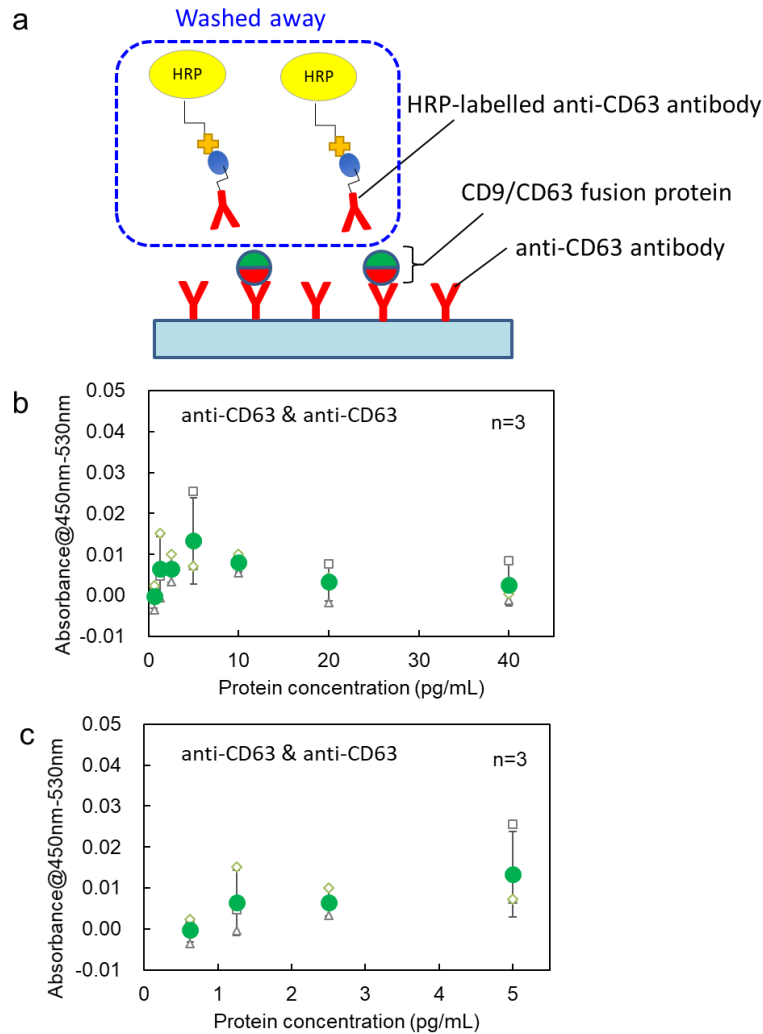 a
Washed away
HRP
HRP
HRP-labelled anti-CD63 antibody
CD9/CD63 fusion protein
anti-CD63 antibody
b
anti-CD63 & anti-CD63
n=3
Absorbance@450nm-530nm
0.05
0.04
0.03
0.02
0.01
0.00
-0.01
0
10
20
30
40
Protein concentration (pg/mL)
c
anti-CD63 & anti-CD63
n=3
Absorbance@450nm-530nm
0.05
0.04
0.03
0.02
0.01
0.00
-0.01
0
1
2
3
4
5
Protein concentration (pg/mL)